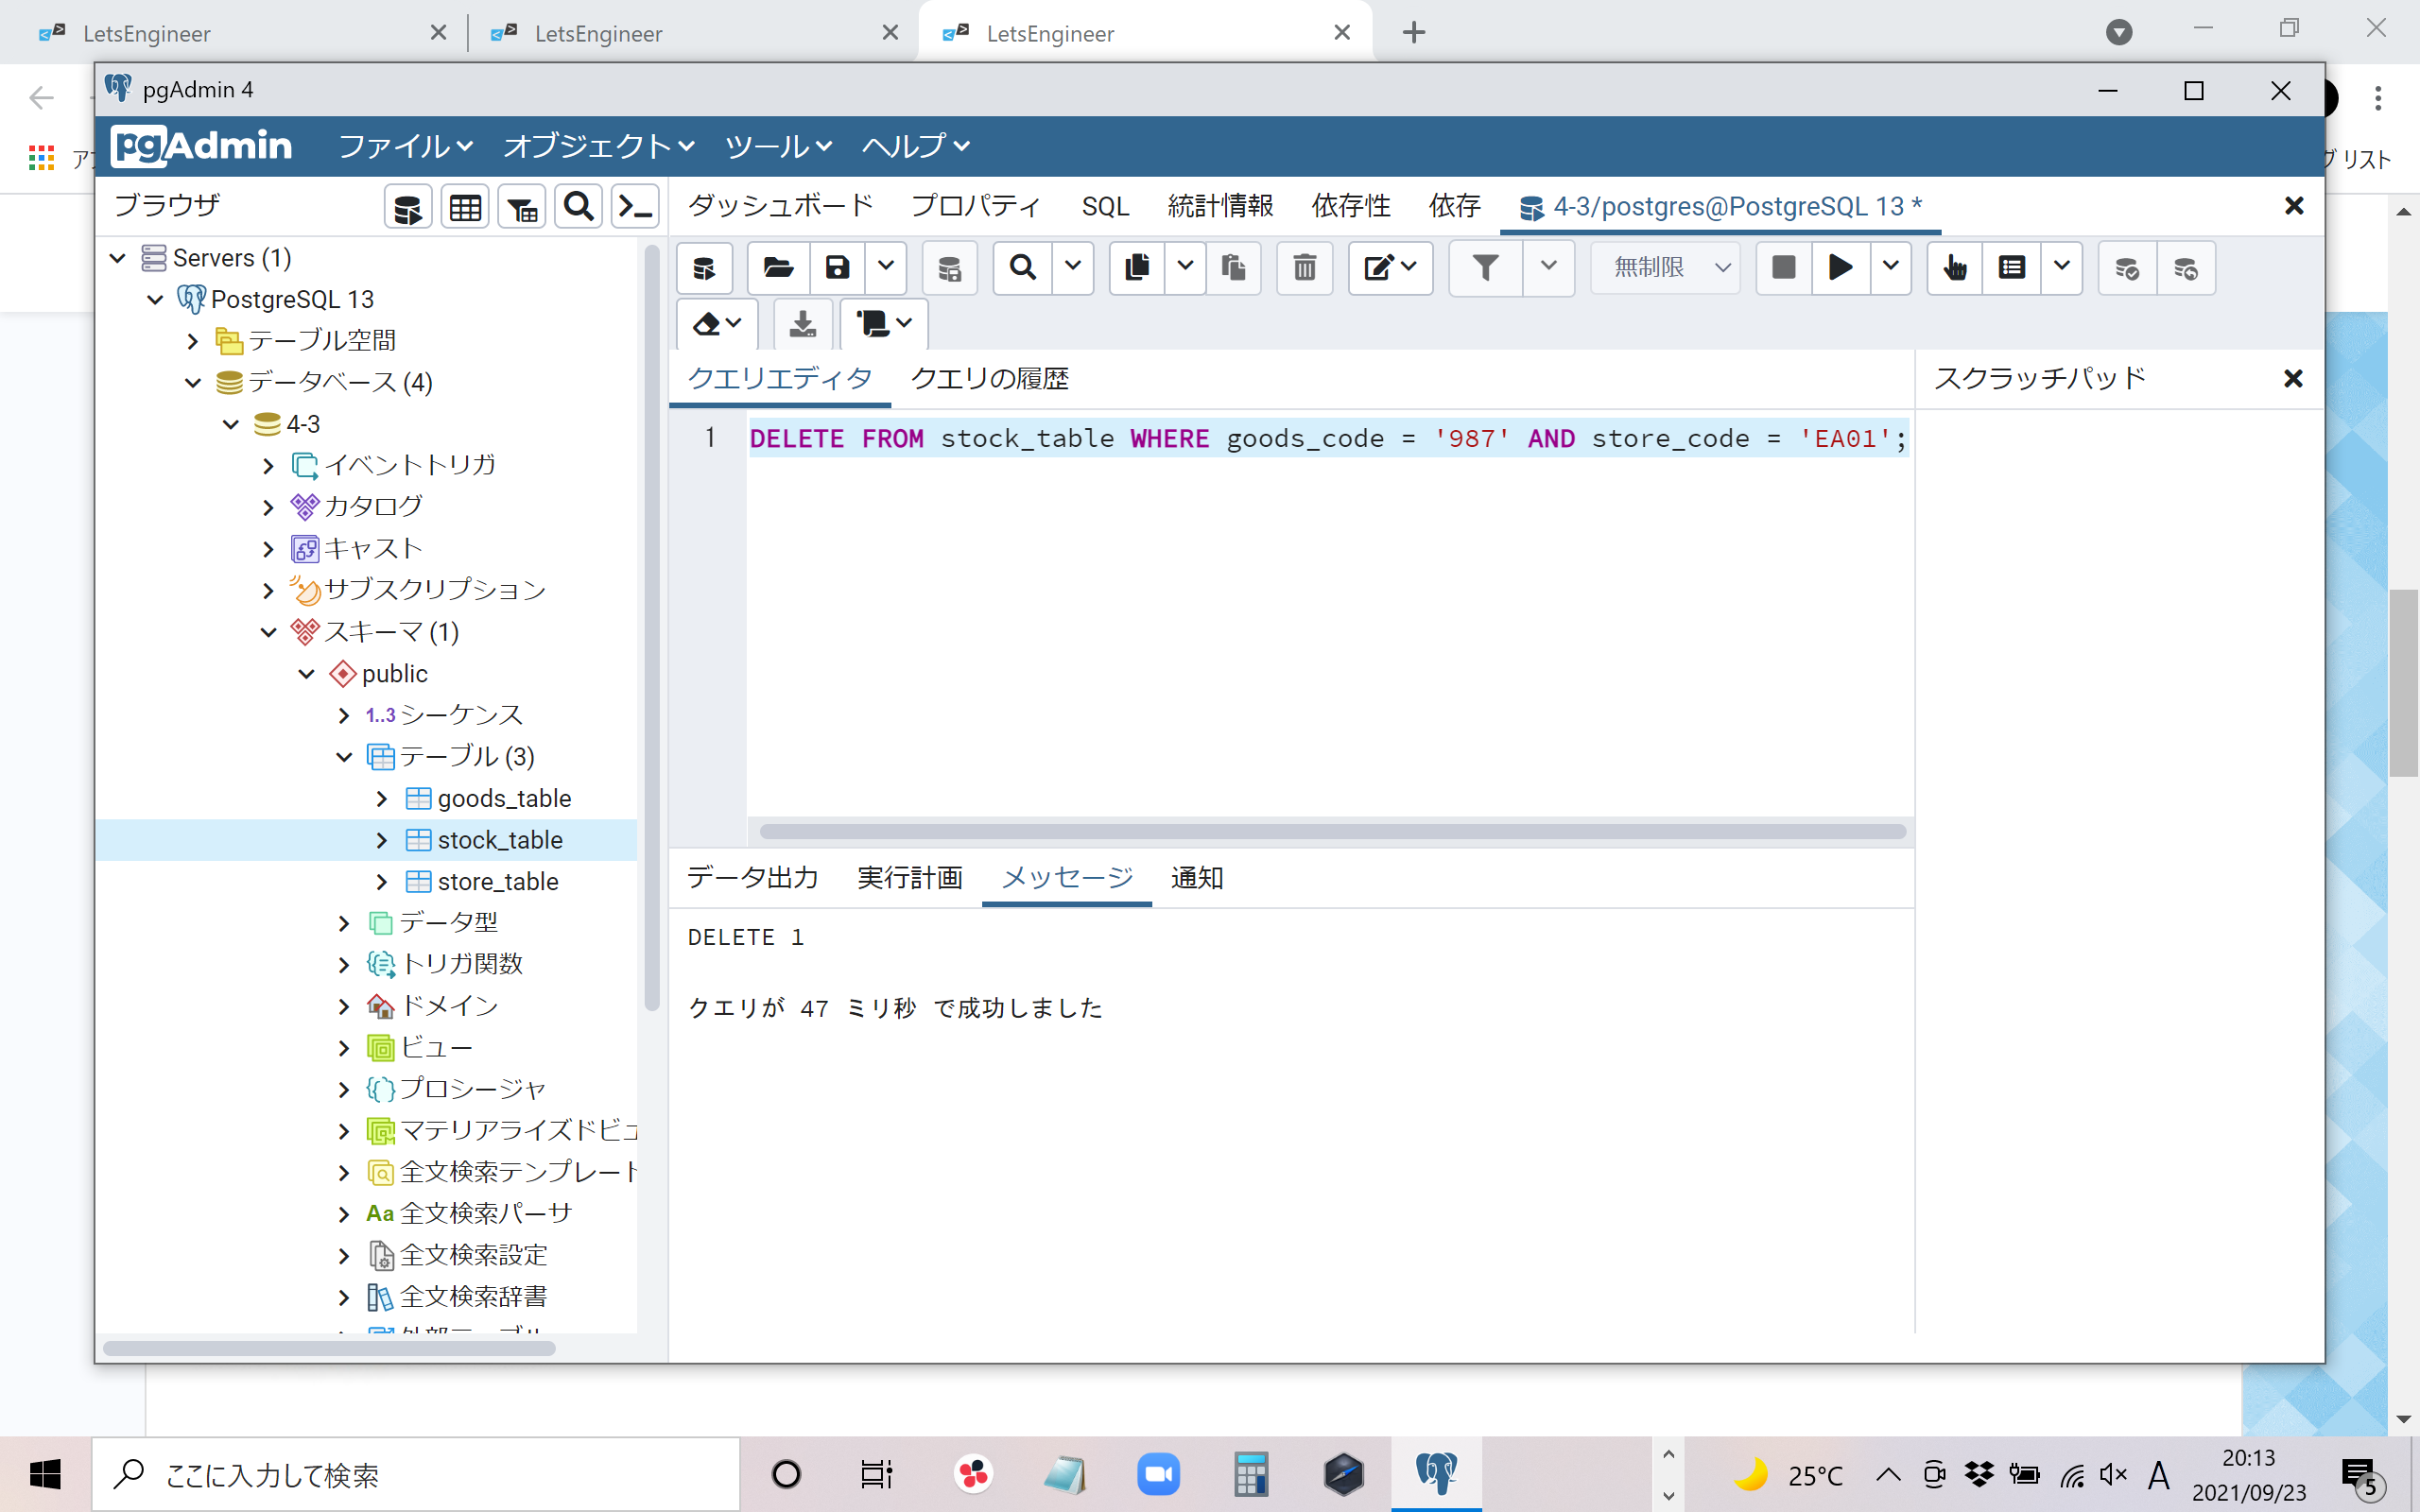 LetsEngineer
LetsEngineer
LetsEngineer
pgAdmin 4
pgAdmin
ファイル
オブジェクト
ツール
ヘルプ
リスト
ブラウザ
ダッシュボード
プロパティ
SQL
統計情報
依存性
依存
4-3/postgres@PostgreSQL 13 *
Servers (1)
PostgreSQL 13
テーブル空間
データベース (4)
4-3
イベントトリガ
カタログ
キャスト
サブスクリプション
スキーマ (1)
public
1..3 シーケンス
テーブル (3)
goods_table
stock_table
store_table
データ型
トリガ関数
ドメイン
ビュー
プロシージャ
マテリアライズドビュ
全文検索テンプレート
Aa 全文検索パーサ
全文検索設定
全文検索辞書
無制限
クエリエディタ
クエリの履歴
スクラッチパッド
1
DELETE FROM stock_table WHERE goods_code = '987' AND store_code = 'EA01';
データ出力
実行計画
メッセージ
通知
DELETE 1
クエリが 47 ミリ秒 で成功しました
ここに入力して検索
25°C
A
20:13
2021/09/23
5